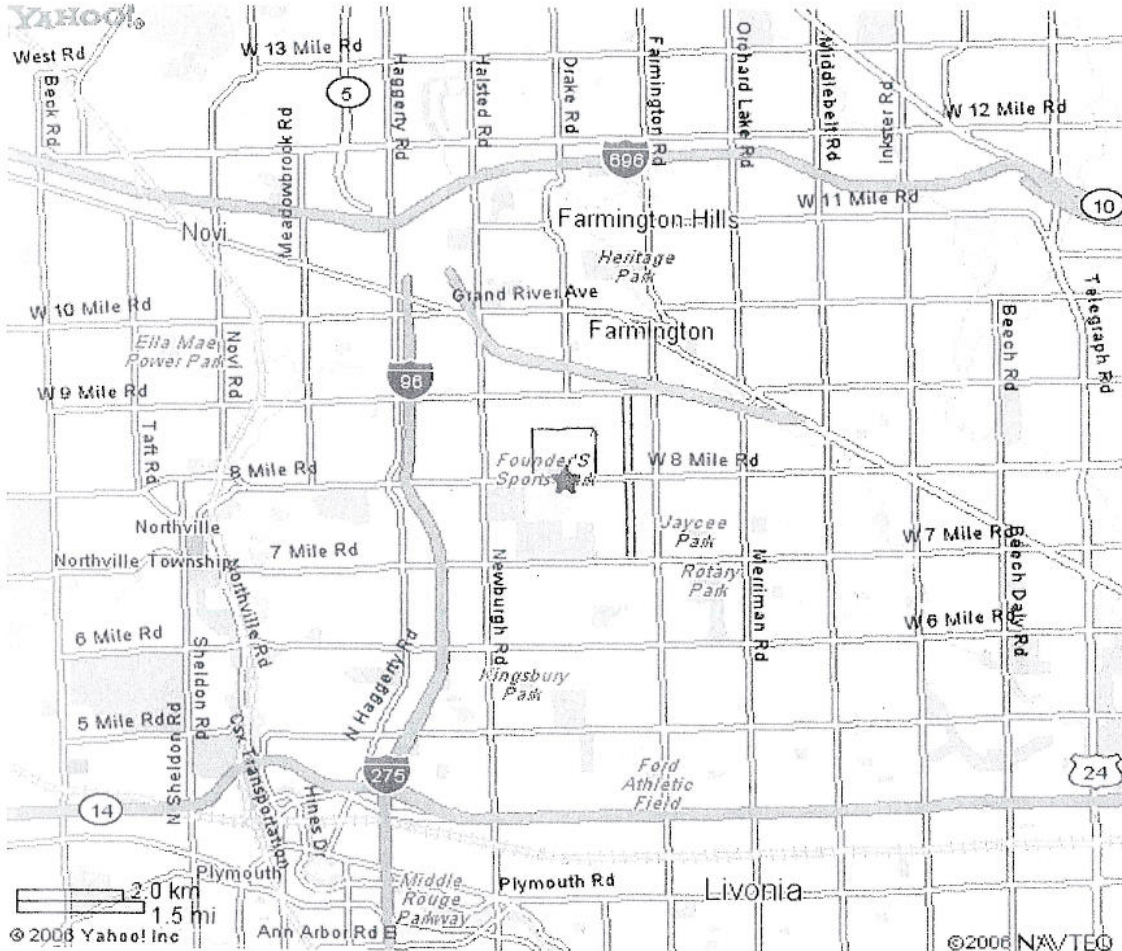 YAHOO!®
West Rd
W 13 Mile Rd
5
Beck Rd
Meadowbrook Rd
Haggerty Rd
Halsted Rd
Drake Rd
Farmington Rd
Orchard Lake Rd
Middlebelt Rd
Inkster Rd
W 12 Mile Rd
696
W 11 Mile Rd
10
Novi
Farmington Hills
Heritage
Park
Grand River Ave
W 10 Mile Rd
Farmington
Telegraph Rd
Beech Rd
Ella Mae
Power Park
Novi Rd
96
W 9 Mile Rd
Taft Rd
8 Mile Rd
Founder'S
Sports Park
W 8 Mile Rd
Northville
Jaycee
Park
Northville Township
7 Mile Rd
W 7 Mile Rd
Rotary
Park
Northville Rd
Newburgh Rd
Merriman Rd
Beech Daly Rd
6 Mile Rd
W 6 Mile Rd
Sheldon Rd
N Haggerty Rd
Kingsbury
Park
5 Mile Rd
N Sheldon Rd
Csx Transportation
275
Ford
Athletic
Field
24
14
Hines Dr
Plymouth
Middle
Rouge
Parkway
Plymouth Rd
Livonia
2.0 km
1.5 mi
Ann Arbor Rd E
© 2006 Yahoo! Inc
©2006 NAVTEQ